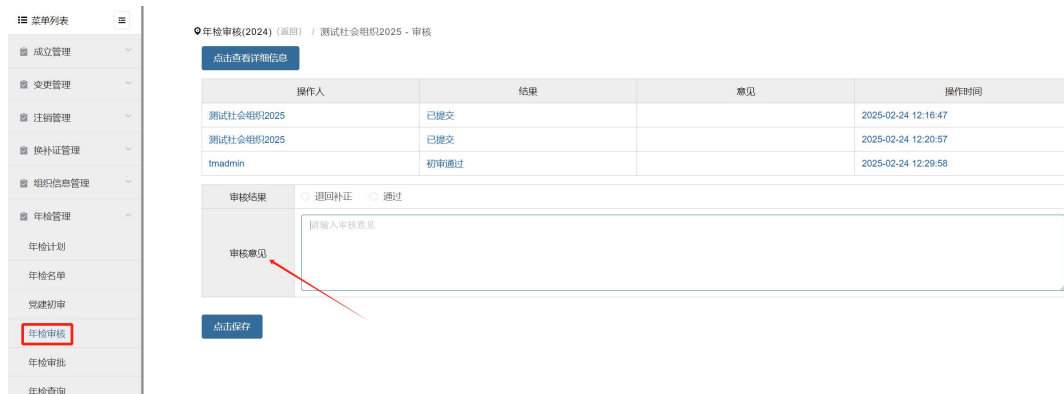 菜单列表
成立管理
变更管理
注销管理
换补证管理
组织信息管理
年检管理
年检计划
年检名单
党建初审
年检审核
年检审批
年检查询
年检审核(2024)（返回） / 测试社会组织2025 - 审核
点击查看详细信息
操作人 结果 意见 操作时间
测试社会组织2025 已提交 2025-02-24 12:16:47
测试社会组织2025 已提交 2025-02-24 12:20:57
tmadmin 初审通过 2025-02-24 12:29:58
审核结果 退回补正 通过
审核意见 请输入审核意见
点击保存